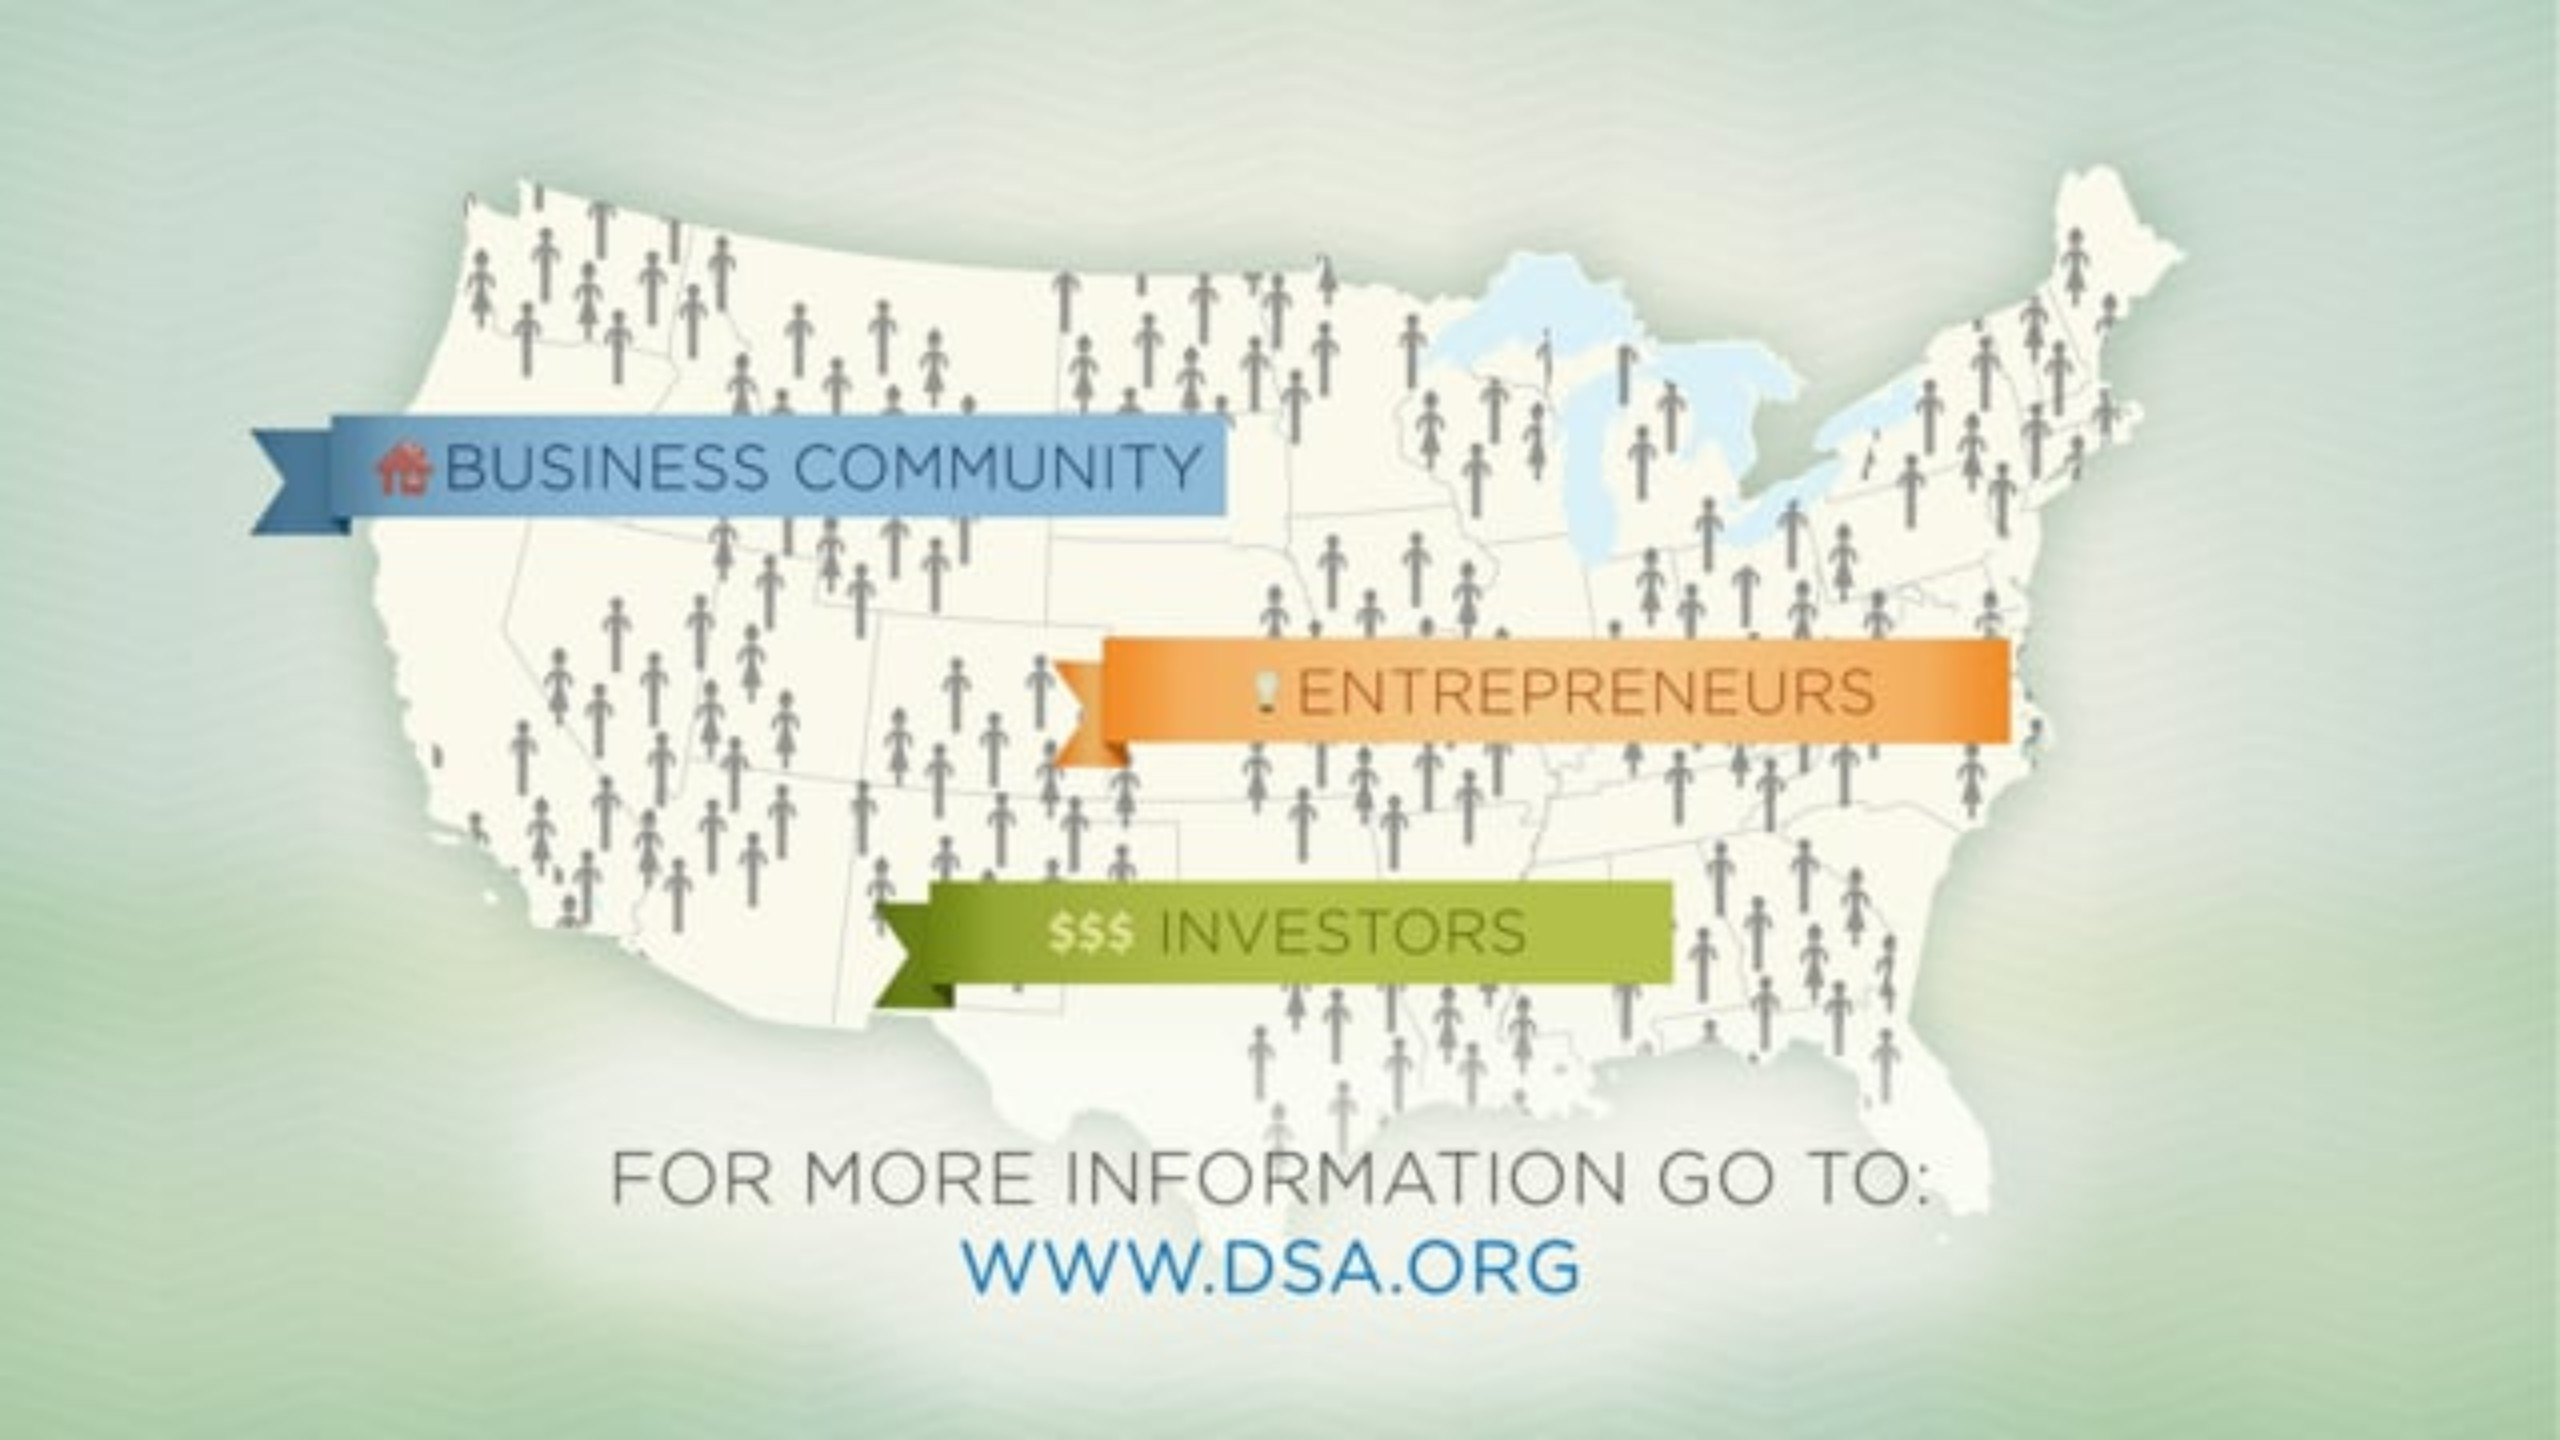 BUSINESS COMMUNITY
ENTREPRENEURS
$$$ INVESTORS
FOR MORE INFORMATION GO TO:
WWW.DSA.ORG